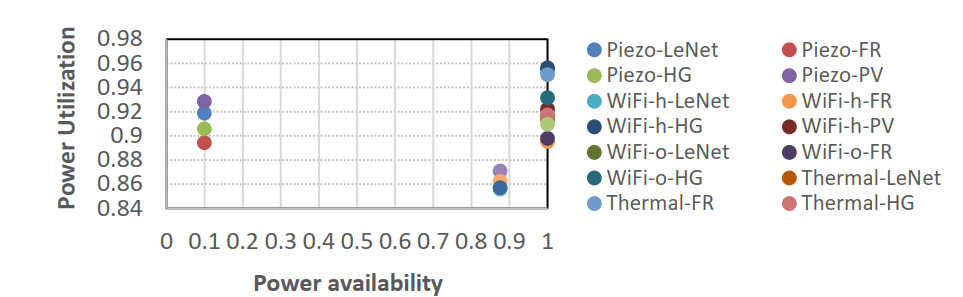 Power Utilization
0.98
0.96
0.94
0.92
0.9
0.88
0.86
0.84
0 0.1 0.2 0.3 0.4 0.5 0.6 0.7 0.8 0.9 1
Power availability
Piezo-LeNet Piezo-FR
Piezo-HG Piezo-PV
WiFi-h-LeNet WiFi-h-FR
WiFi-h-HG WiFi-h-PV
WiFi-o-LeNet WiFi-o-FR
WiFi-o-HG Thermal-LeNet
Thermal-FR Thermal-HG